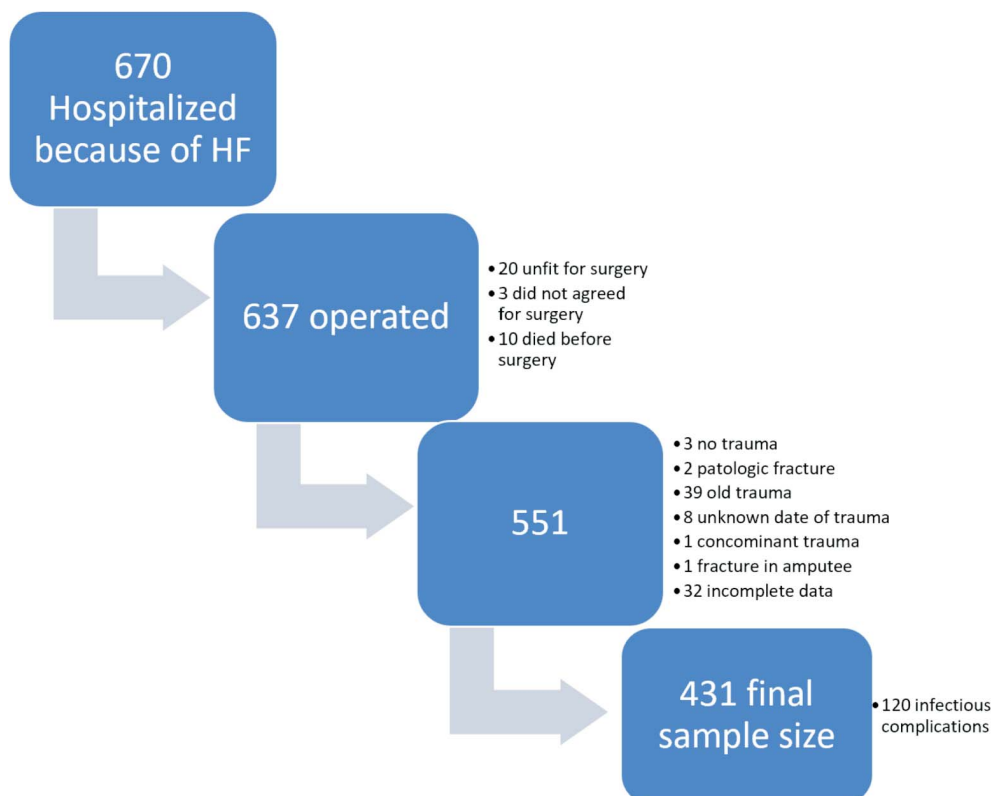 670
Hospitalized
because of HF
637 operated
•20 unfit for surgery
•3 did not agreed
for surgery
•10 died before
surgery
551
•3 no trauma
•2 patologic fracture
•39 old trauma
•8 unknown date of trauma
•1 concominant trauma
•1 fracture in amputee
•32 incomplete data
431 final
sample size
•120 infectious
complications